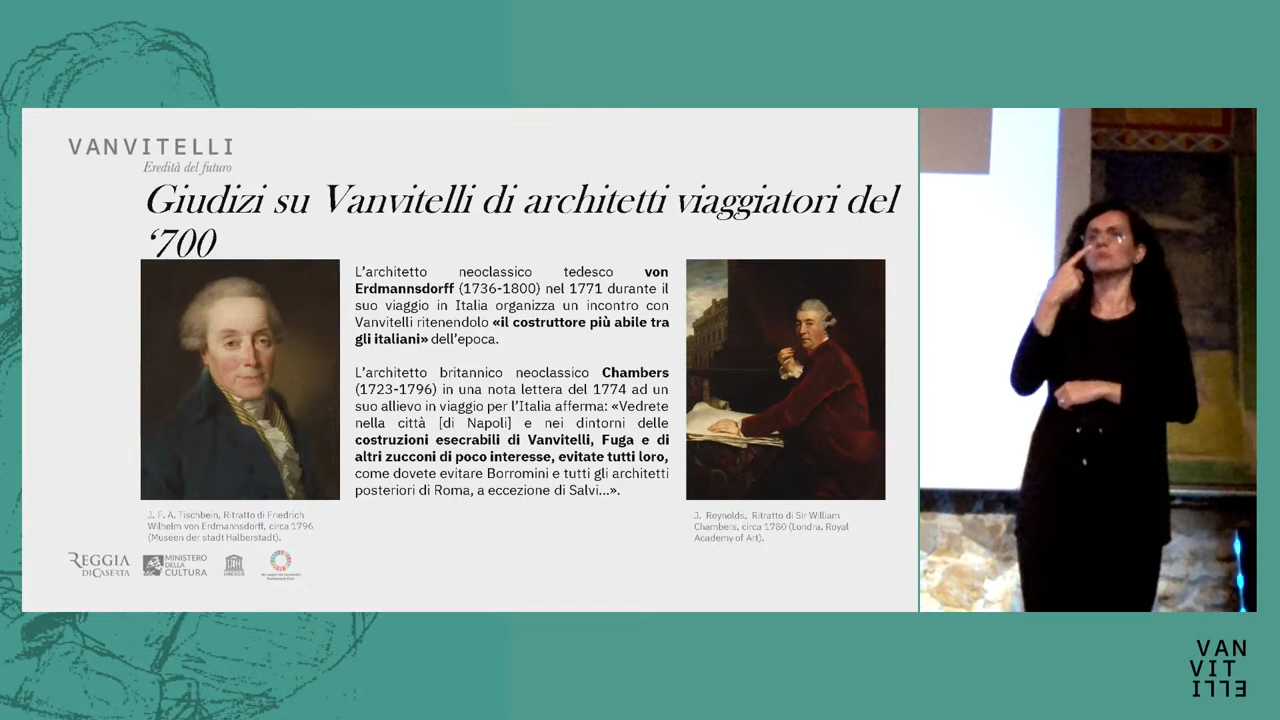 VANVITELLI
Eredità del futuro
Giudizi su Vanvitelli di architetti viaggiatori del
‘700
L’architetto neoclassico tedesco von
Erdmannsdorff (1736-1800) nel 1771 durante il
suo viaggio in Italia organizza un incontro con
Vanvitelli ritenendolo «il costruttore più abile tra
gli italiani» dell’epoca.
L’architetto britannico neoclassico Chambers
(1723-1796) in una nota lettera del 1774 ad un
suo allievo in viaggio per l’Italia afferma: «Vedrete
nella città [di Napoli] e nei dintorni delle
costruzioni esecrabili di Vanvitelli, Fuga e di
altri zucconi di poco interesse, evitate tutti loro,
come dovete evitare Borromini e tutti gli architetti
posteriori di Roma, a eccezione di Salvi...».
J. F. A. Tischbein, Ritratto di Friedrich
Wilhelm von Erdmannsdorff, circa 1796
(Museen der stadt Halberstadt).
J. Reynolds, Ritratto di Sir William
Chambers, circa 1780 (Londra, Royal
Academy of Art).
REGGIA
DI CASERTA
MiC
MINISTERO
DELLA
CULTURA
UNESCO
VAN
VIT
ELLI